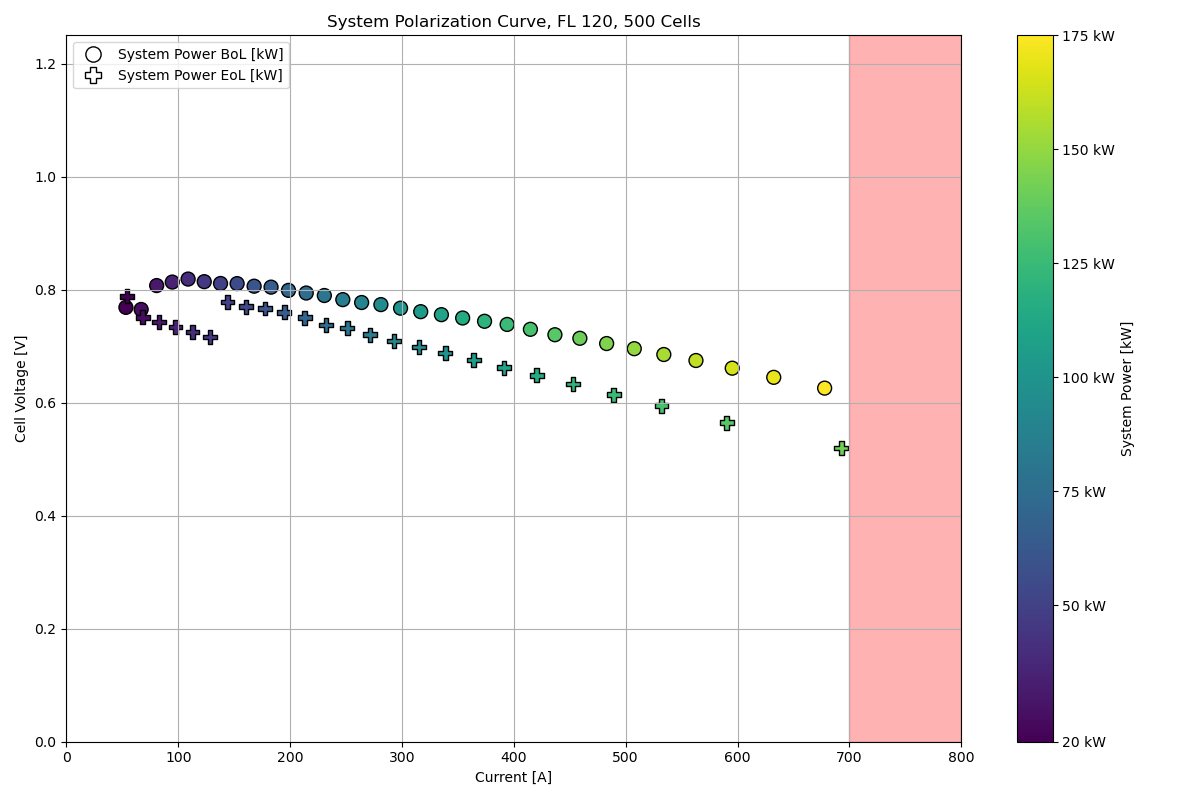 System Polarization Curve, FL 120, 500 Cells
System Power BoL [kW]
System Power EoL [kW]
Cell Voltage [V]
1.2
1.0
0.8
0.6
0.4
0.2
0.0
0 100 200 300 400 500 600 700 800
Current [A]
175 kW
150 kW
125 kW
100 kW
75 kW
50 kW
20 kW
System Power [kW]